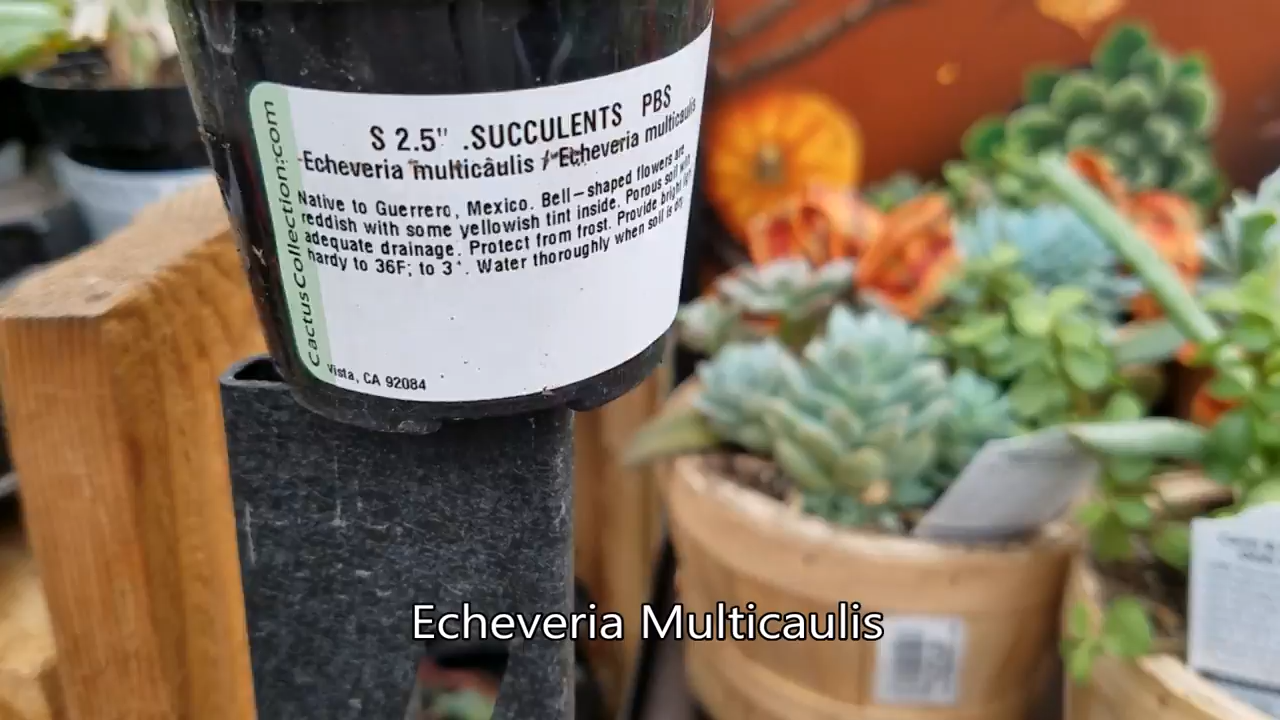 CactusCollection.com
S 2.5" .SUCCULENTS PBS
Echeveria multicaulis / Echeveria multicaulis
Native to Guerrero, Mexico. Bell-shaped flowers are
reddish with some yellowish tint inside. Porous soil with
adequate drainage. Protect from frost. Provide bright
hardy to 36F; to 3". Water thoroughly when soil is dry
Vista, CA 92084
Echeveria Multicaulis